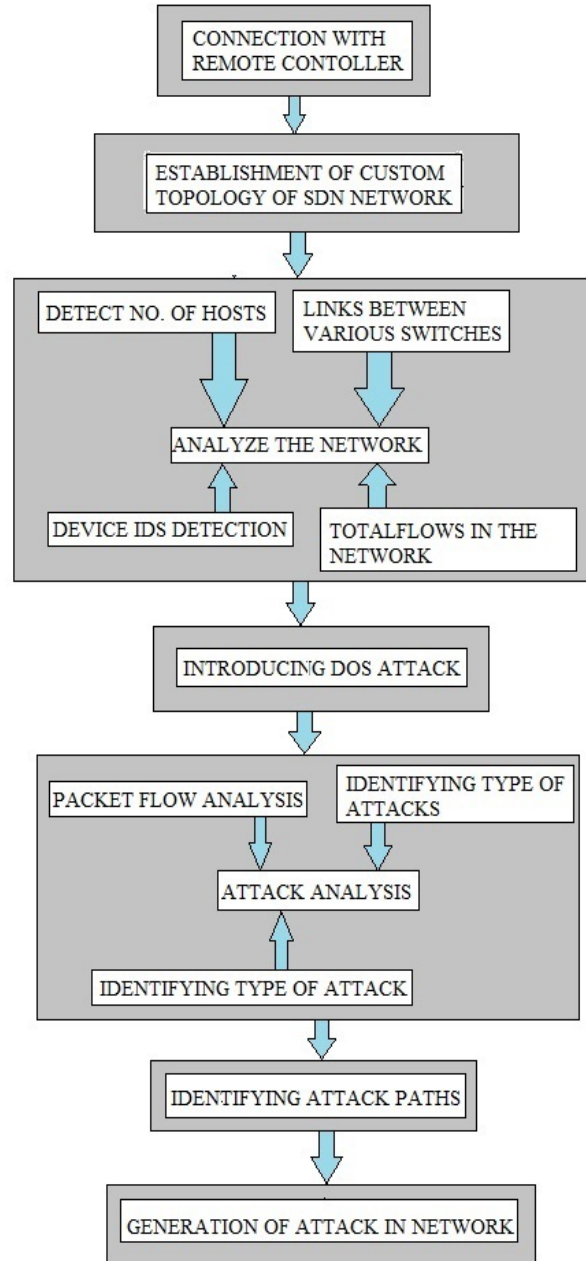 CONNECTION WITH
REMOTE CONTOLLER
ESTABLISHMENT OF CUSTOM
TOPOLOGY OF SDN NETWORK
DETECT NO. OF HOSTS
LINKS BETWEEN
VARIOUS SWITCHES
ANALYZE THE NETWORK
DEVICE IDS DETECTION
TOTALFLOWS IN THE
NETWORK
INTRODUCING DOS ATTACK
PACKET FLOW ANALYSIS
IDENTIFYING TYPE OF
ATTACKS
ATTACK ANALYSIS
IDENTIFYING TYPE OF ATTACK
IDENTIFYING ATTACK PATHS
GENERATION OF ATTACK IN NETWORK